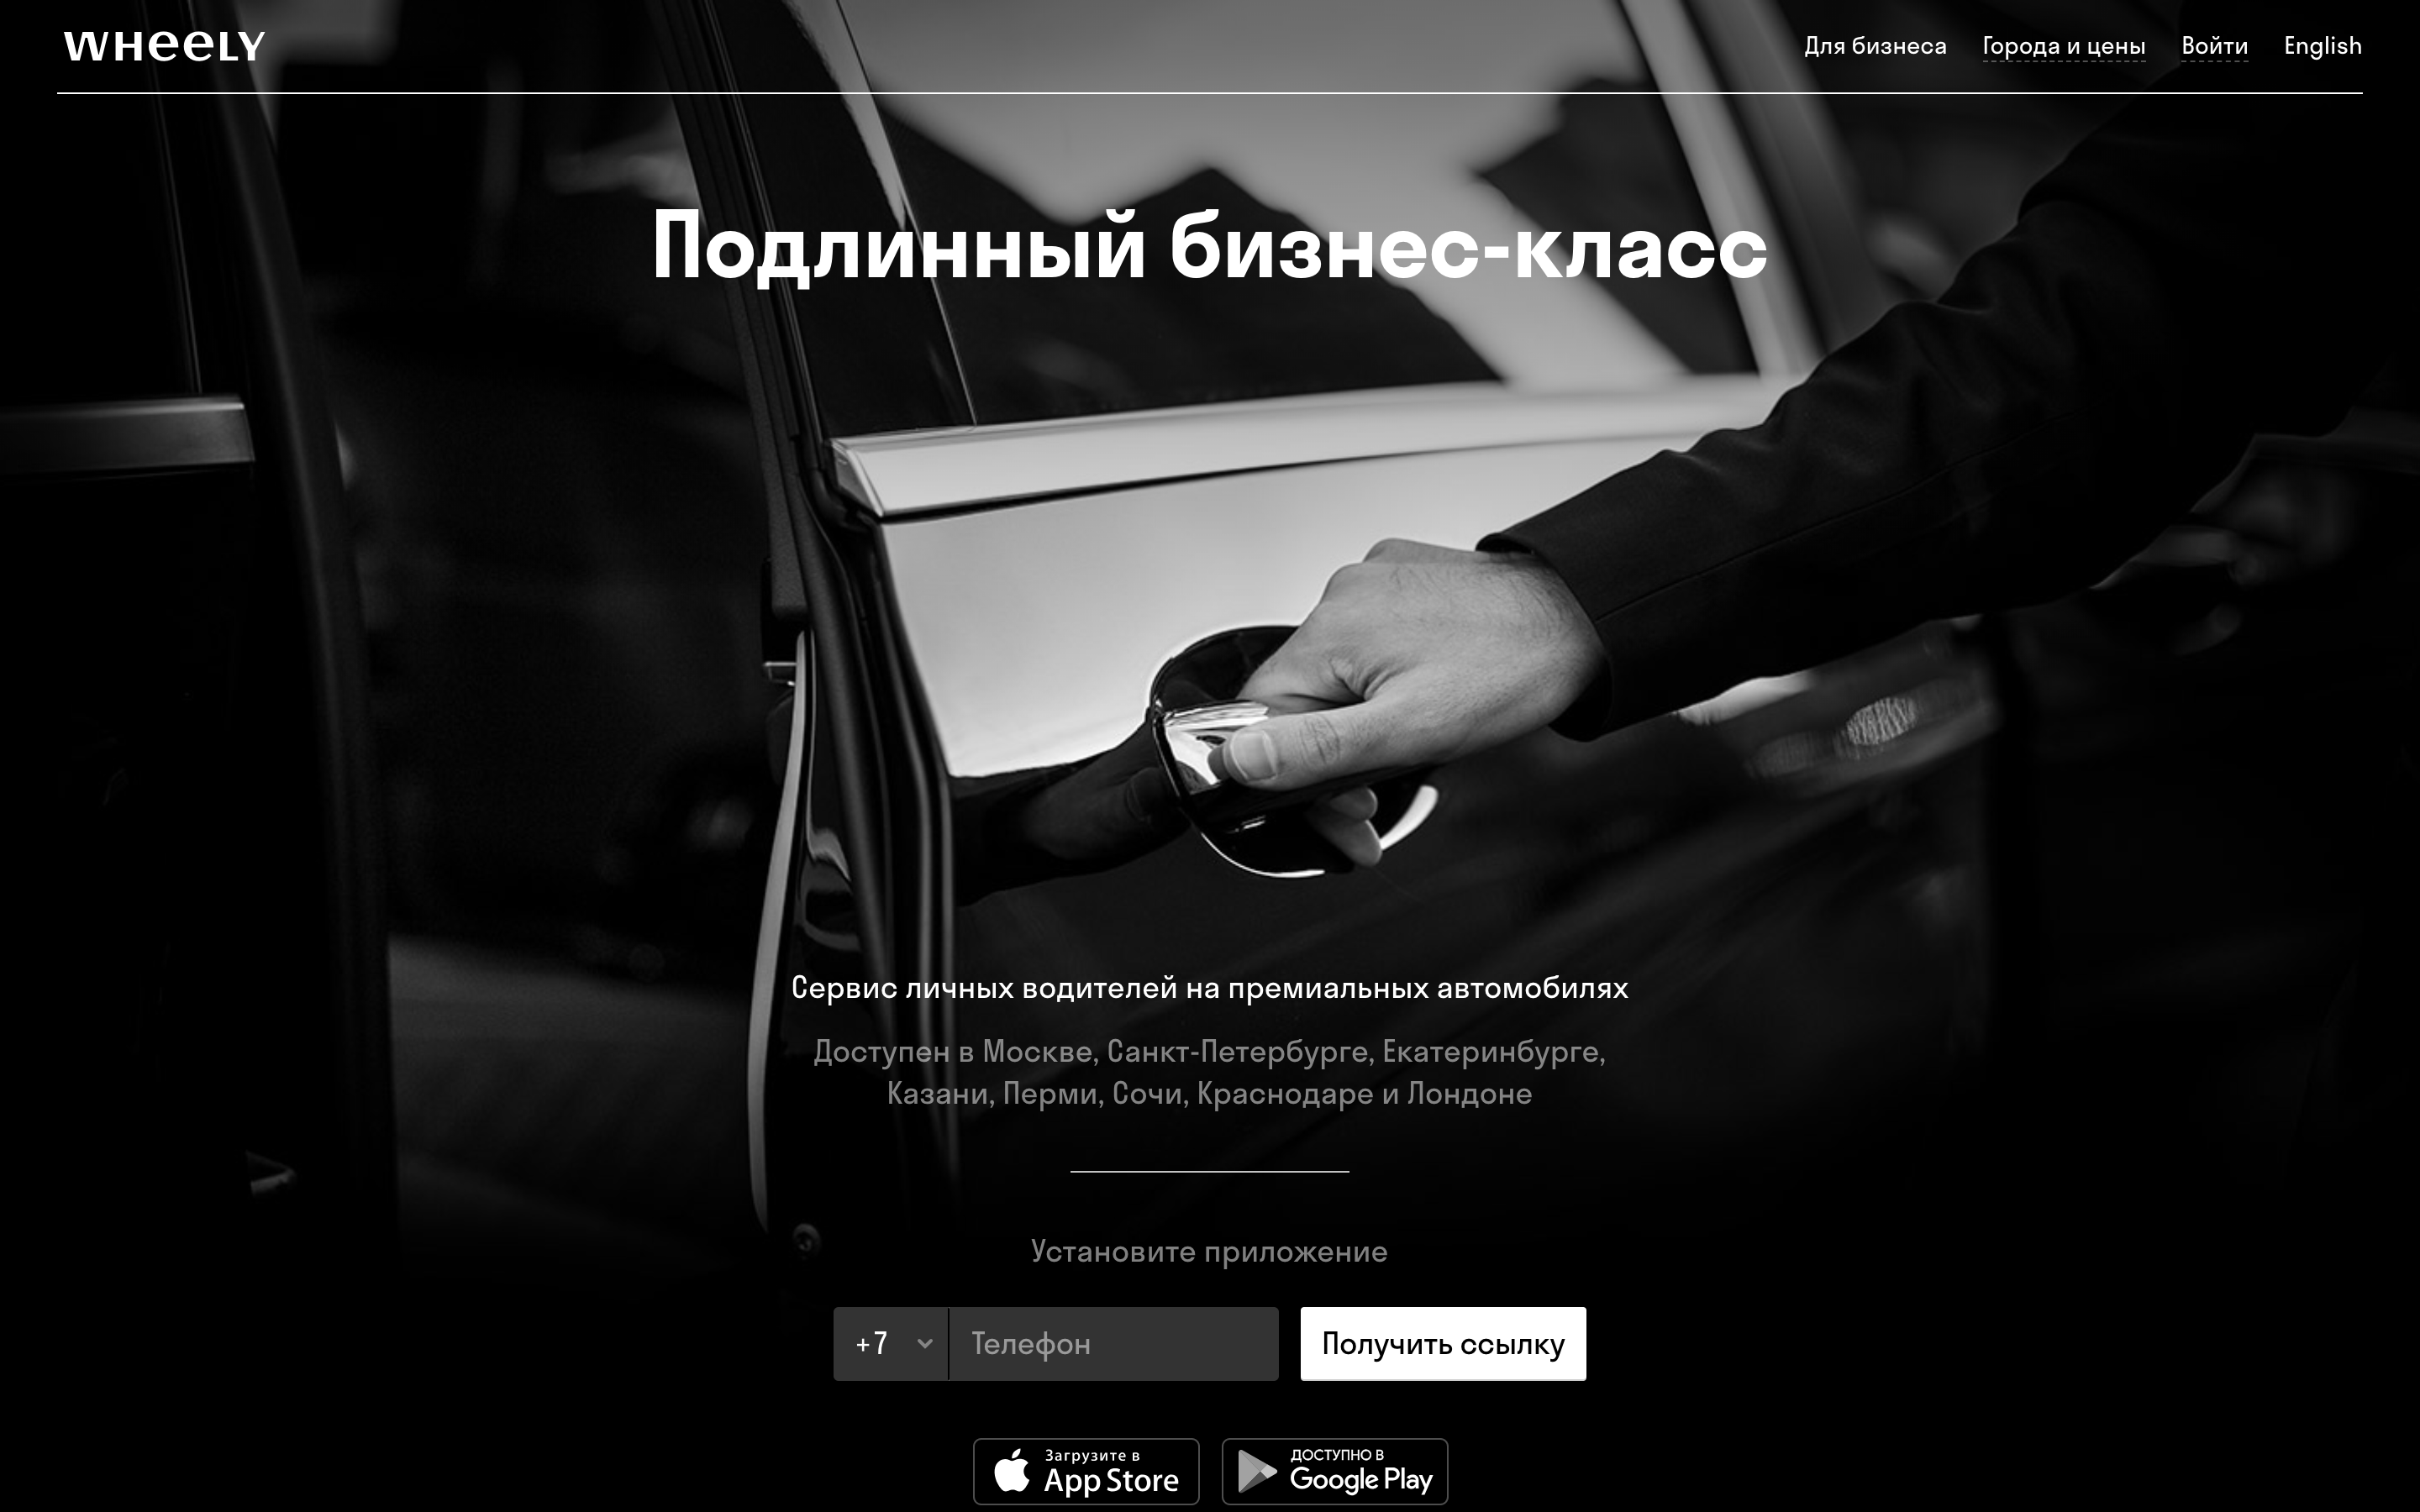 WHEELY
Для бизнеса
Города и цены
Войти
English
Подлинный бизнес-класс
Сервис личных водителей на премиальных автомобилях
Доступен в Москве, Санкт-Петербурге, Екатеринбурге,
Казани, Перми, Сочи, Краснодаре и Лондоне
Установите приложение
+7
Телефон
Получить ссылку
Загрузите в
App Store
ДОСТУПНО В
Google Play